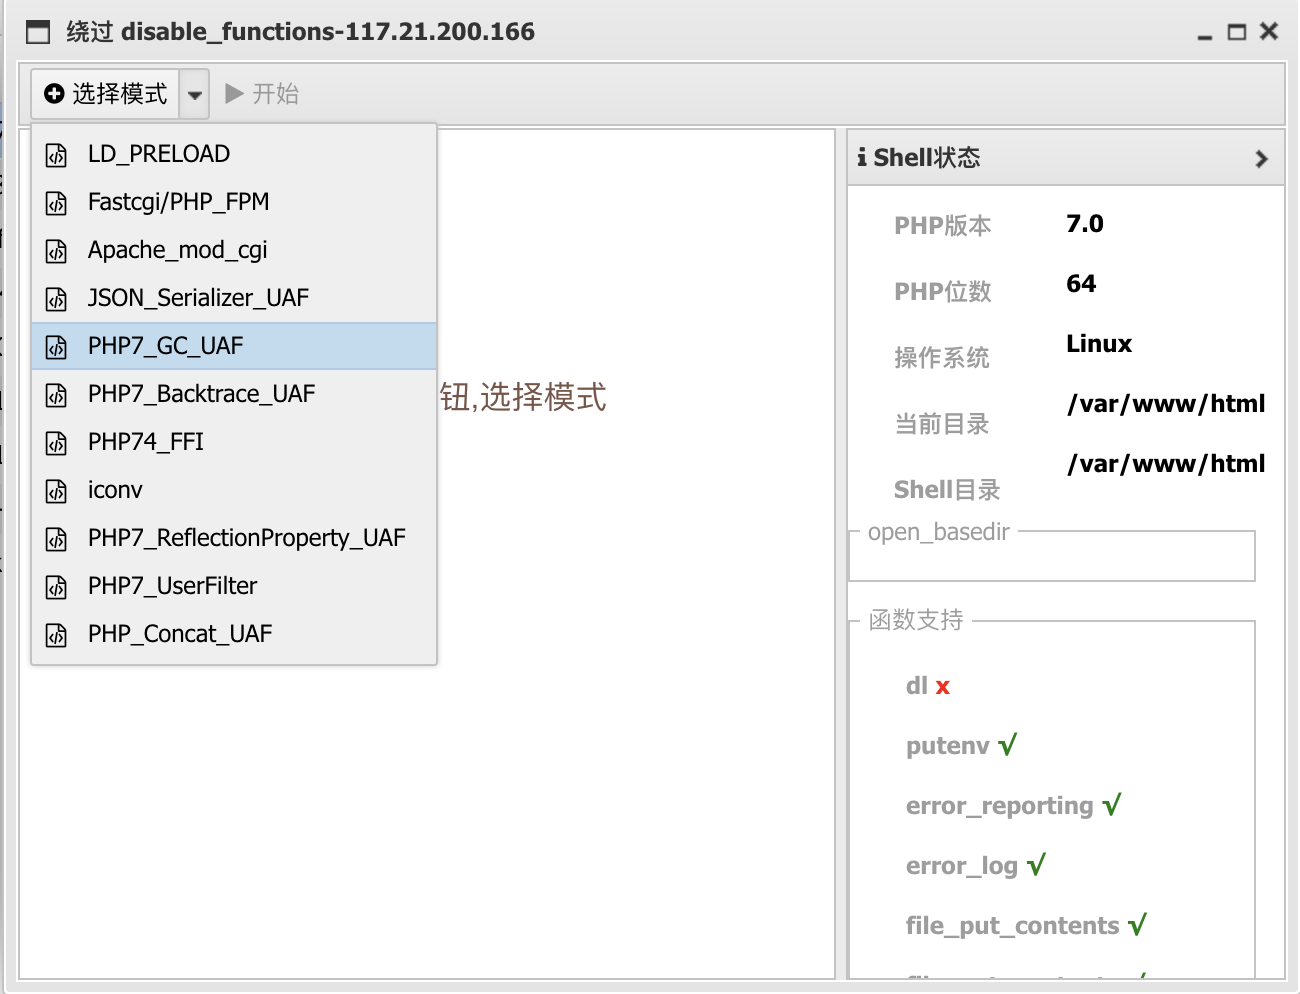 绕过 disable_functions-117.21.200.166
选择模式
开始
LD_PRELOAD
Fastcgi/PHP_FPM
Apache_mod_cgi
JSON_Serializer_UAF
PHP7_GC_UAF
PHP7_Backtrace_UAF
PHP74_FFI
iconv
PHP7_ReflectionProperty_UAF
PHP7_UserFilter
PHP_Concat_UAF
钮,选择模式
Shell状态
PHP版本 7.0
PHP位数 64
操作系统 Linux
当前目录 /var/www/html
Shell目录 /var/www/html
open_basedir
函数支持
dl x
putenv √
error_reporting √
error_log √
file_put_contents √